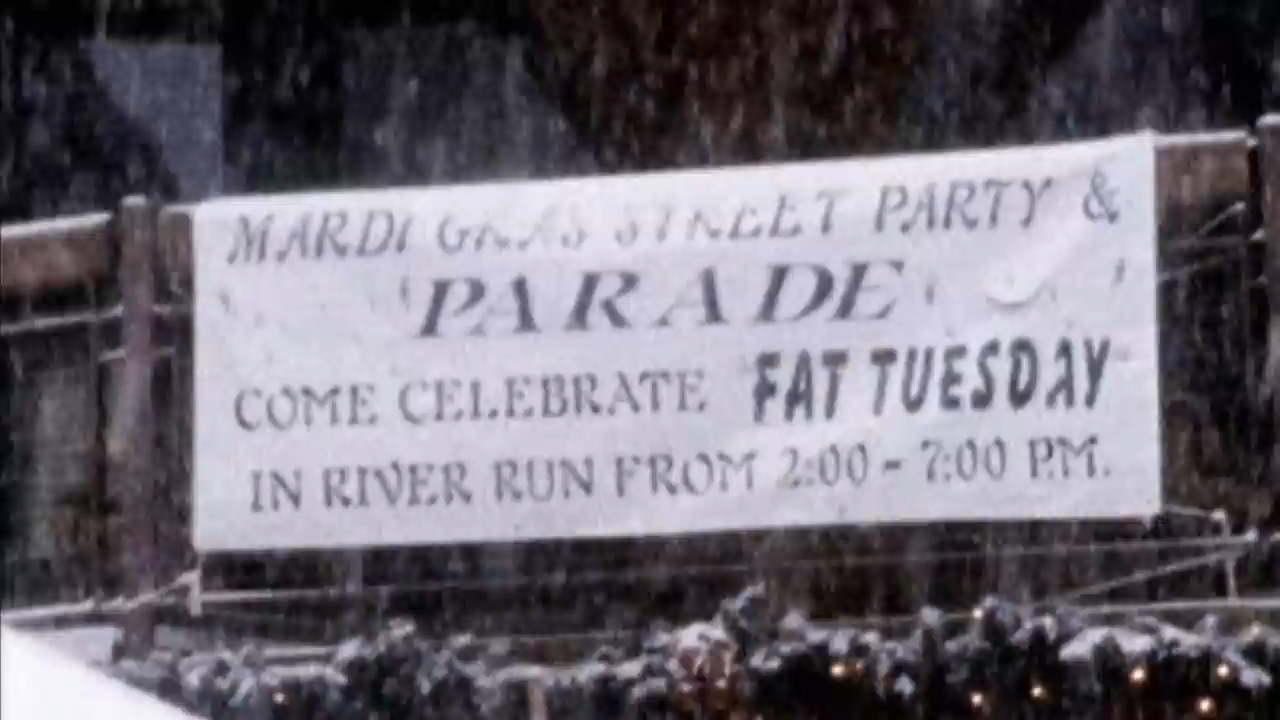 MARDI GRAS STREET PARTY &
PARADE
COME CELEBRATE FAT TUESDAY
IN RIVER RUN FROM 2:00 - 7:00 P.M.